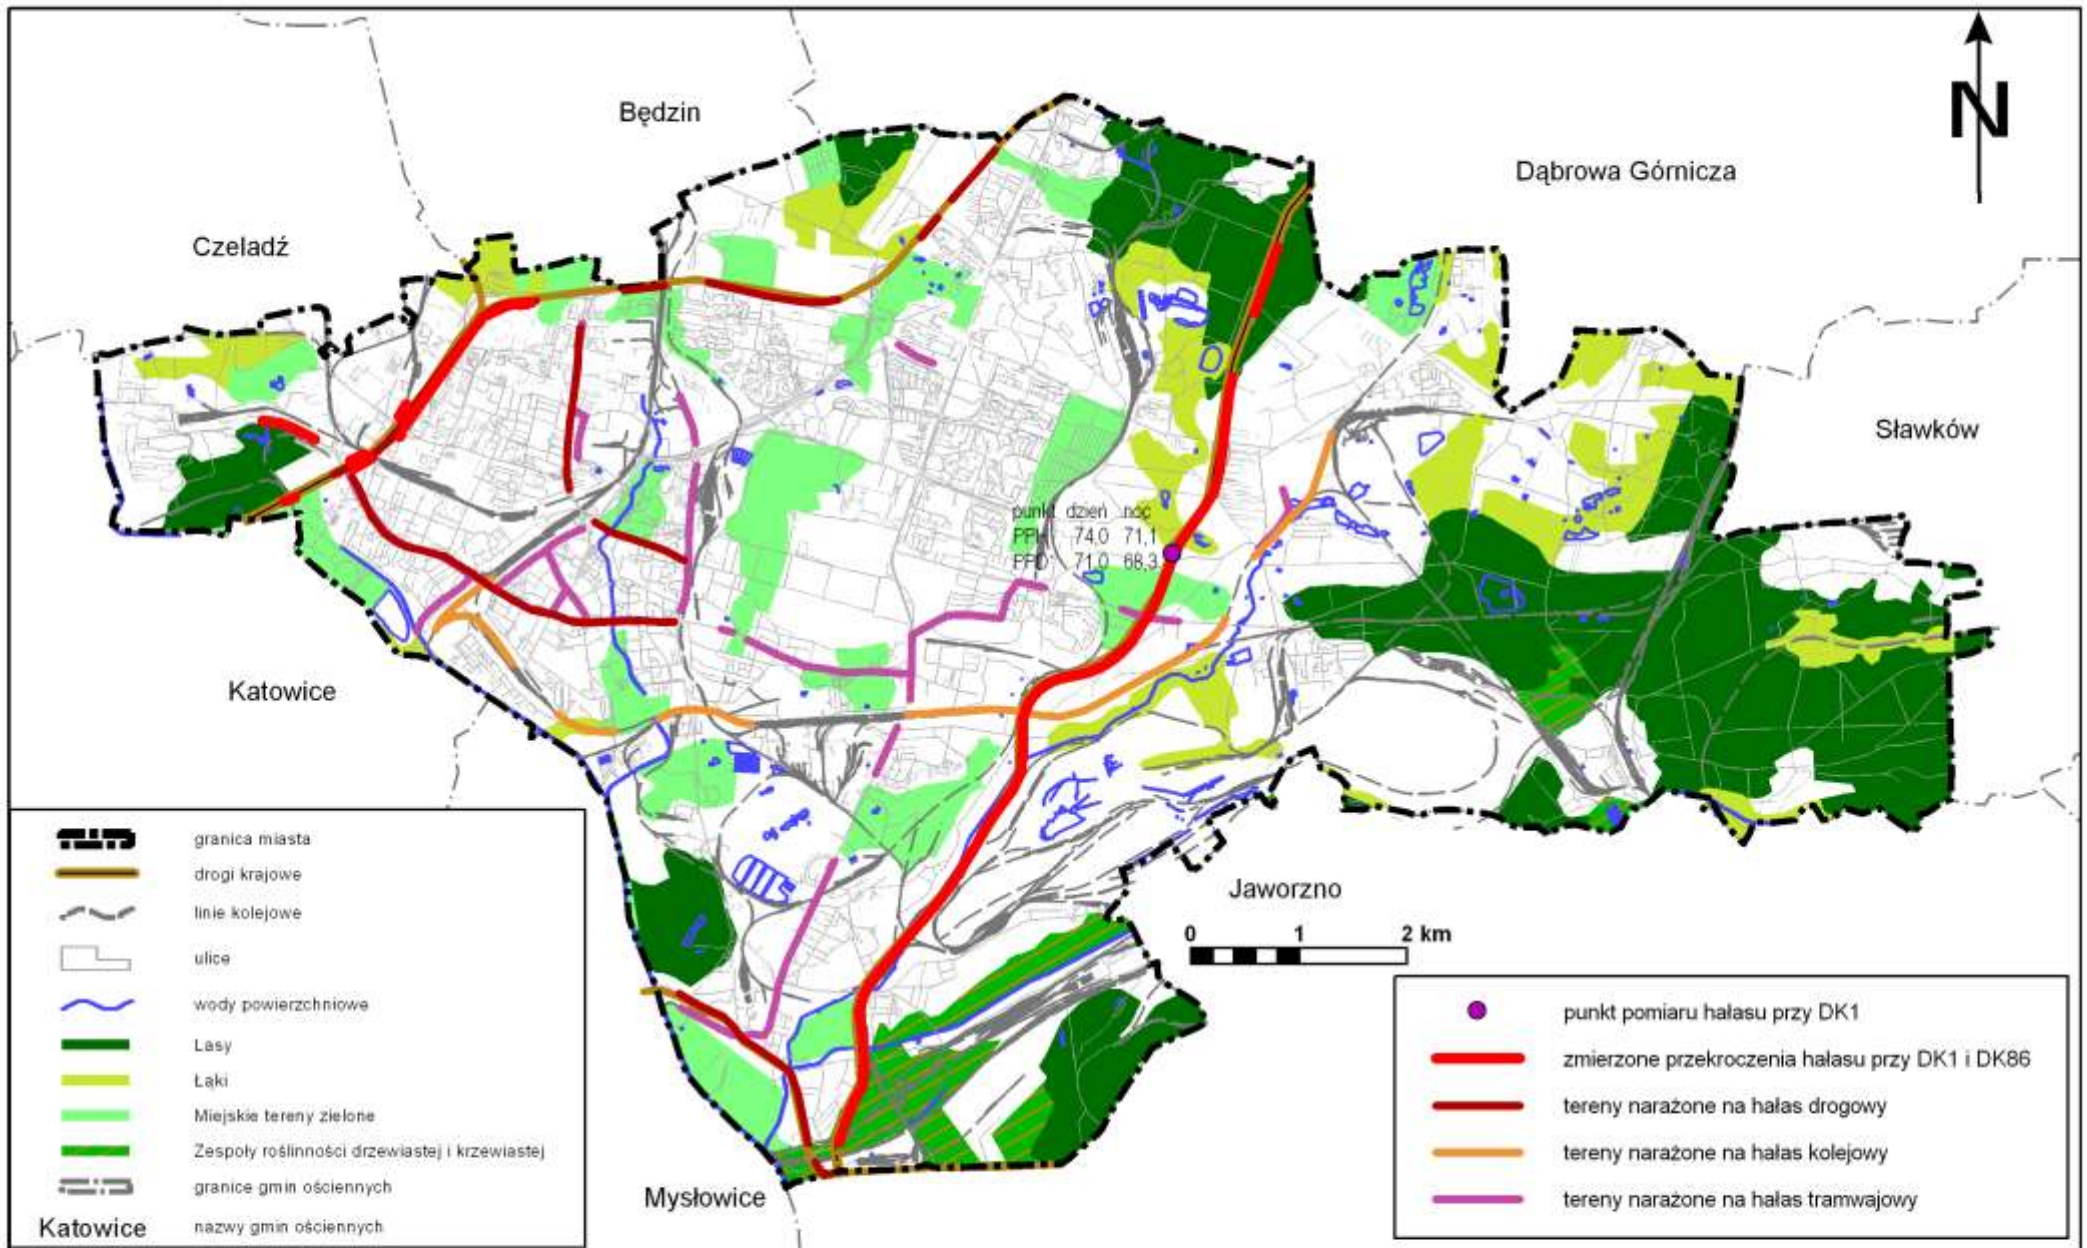 Będzin
N
Dąbrowa Górnicza
Czeladź
Sławków
punkt dzień noc
PPH 74,0 71,1
PPD 71,0 68,3
Katowice
Jaworzno
0 1 2 km
Mysłowice
granica miasta
drogi krajowe
linie kolejowe
ulice
wody powierzchniowe
Lasy
Łąki
Miejskie tereny zielone
Zespoły roślinności drzewiastej i krzewiastej
granice gmin ościennych
Katowice nazwy gmin ościennych
punkt pomiaru hałasu przy DK1
zmierzone przekroczenia hałasu przy DK1 i DK86
tereny narażone na hałas drogowy
tereny narażone na hałas kolejowy
tereny narażone na hałas tramwajowy